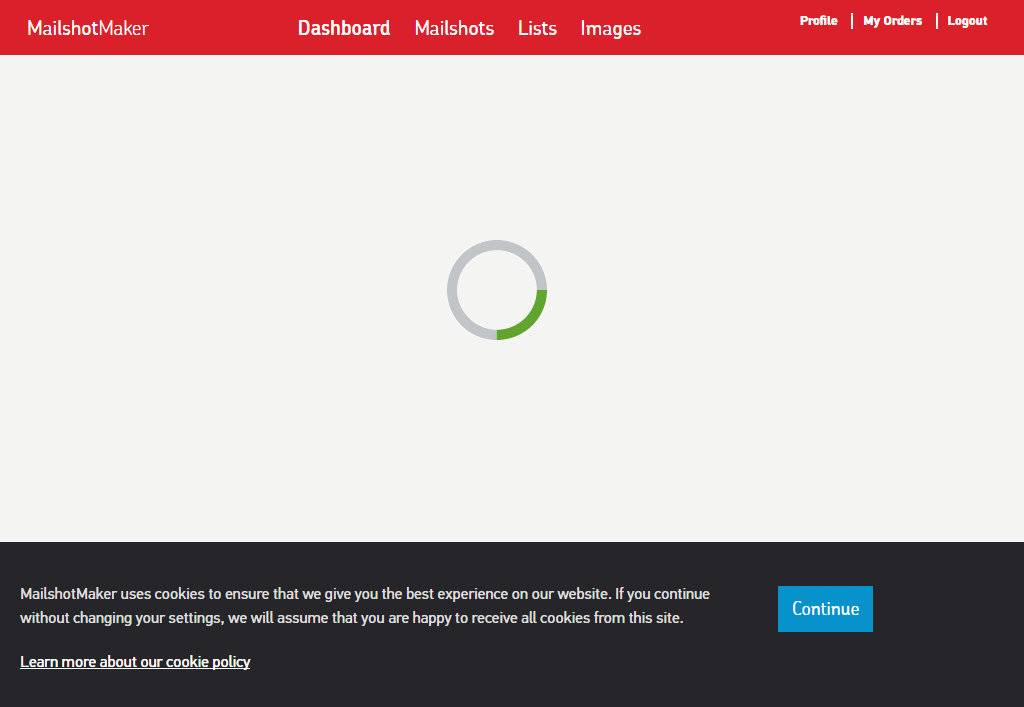 MailshotMaker
Dashboard Mailshots Lists Images
Profile My Orders Logout
MailshotMaker uses cookies to ensure that we give you the best experience on our website. If you continue
without changing your settings, we will assume that you are happy to receive all cookies from this site.
Continue
Learn more about our cookie policy